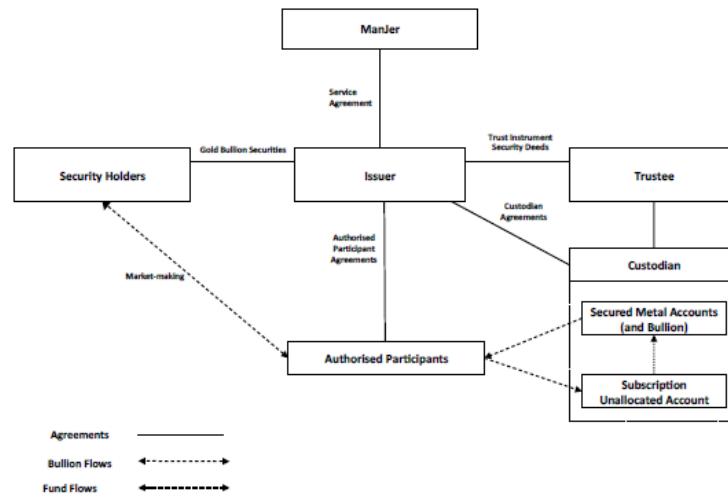 ManJer
Service
Agreement
Gold Bullion Securities
Trust Instrument
Security Deeds
Security Holders
Issuer
Trustee
Custodian
Agreements
Authorised
Participant
Agreements
Custodian
Market-making
Secured Metal Accounts
(and Bullion)
Authorised Participants
Subscription
Unallocated Account
Agreements
Bullion Flows
Fund Flows